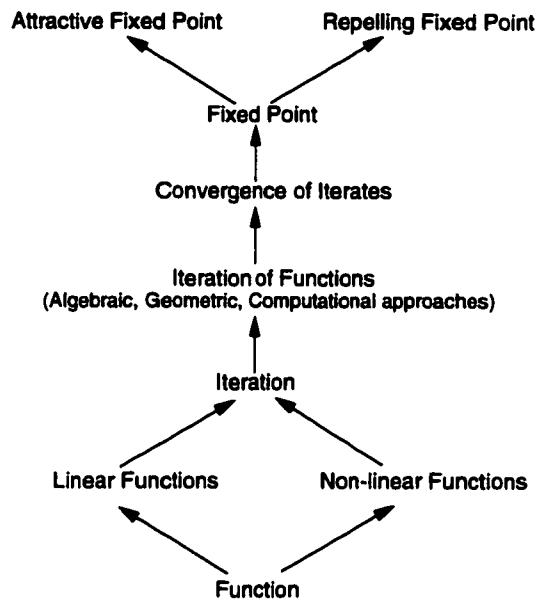 Attractive Fixed Point
Repelling Fixed Point
Fixed Point
Convergence of Iterates
Iteration of Functions
(Algebraic, Geometric, Computational approaches)
Iteration
Linear Functions
Non-linear Functions
Function